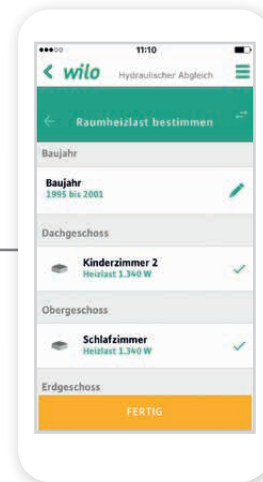 11:10
wilo
Hydraulischer Abgleich
Raumheizlast bestimmen
Baujahr
Baujahr
1995 bis 2001
Dachgeschoss
Kinderzimmer 2
Heizlast 1.340 W
Obergeschoss
Schlafzimmer
Heizlast 1.340 W
Erdgeschoss
FERTIG